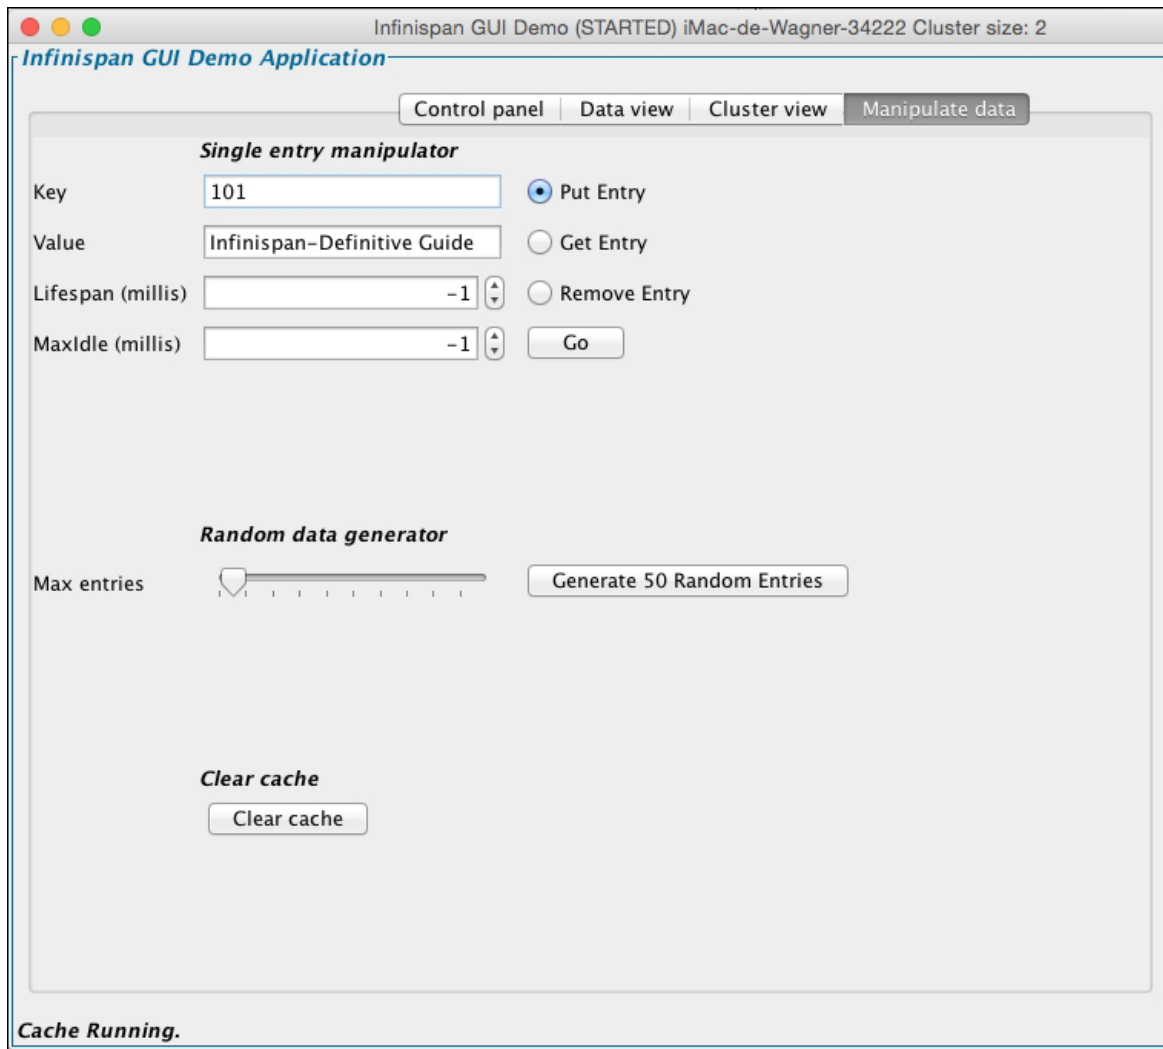 Infinispan GUI Demo (STARTED) iMac-de-Wagner-34222 Cluster size: 2
Infinispan GUI Demo Application
Control panel Data view Cluster view Manipulate data
Single entry manipulator
Key 101 Put Entry
Value Infinispan-Definitive Guide Get Entry
Lifespan (millis) -1 Remove Entry
MaxIdle (millis) -1 Go
Random data generator
Max entries Generate 50 Random Entries
Clear cache
Clear cache
Cache Running.